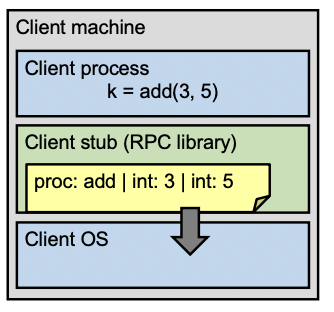 Client machine
Client process
k = add(3, 5)
Client stub (RPC library)
proc: add | int: 3 | int: 5
Client OS